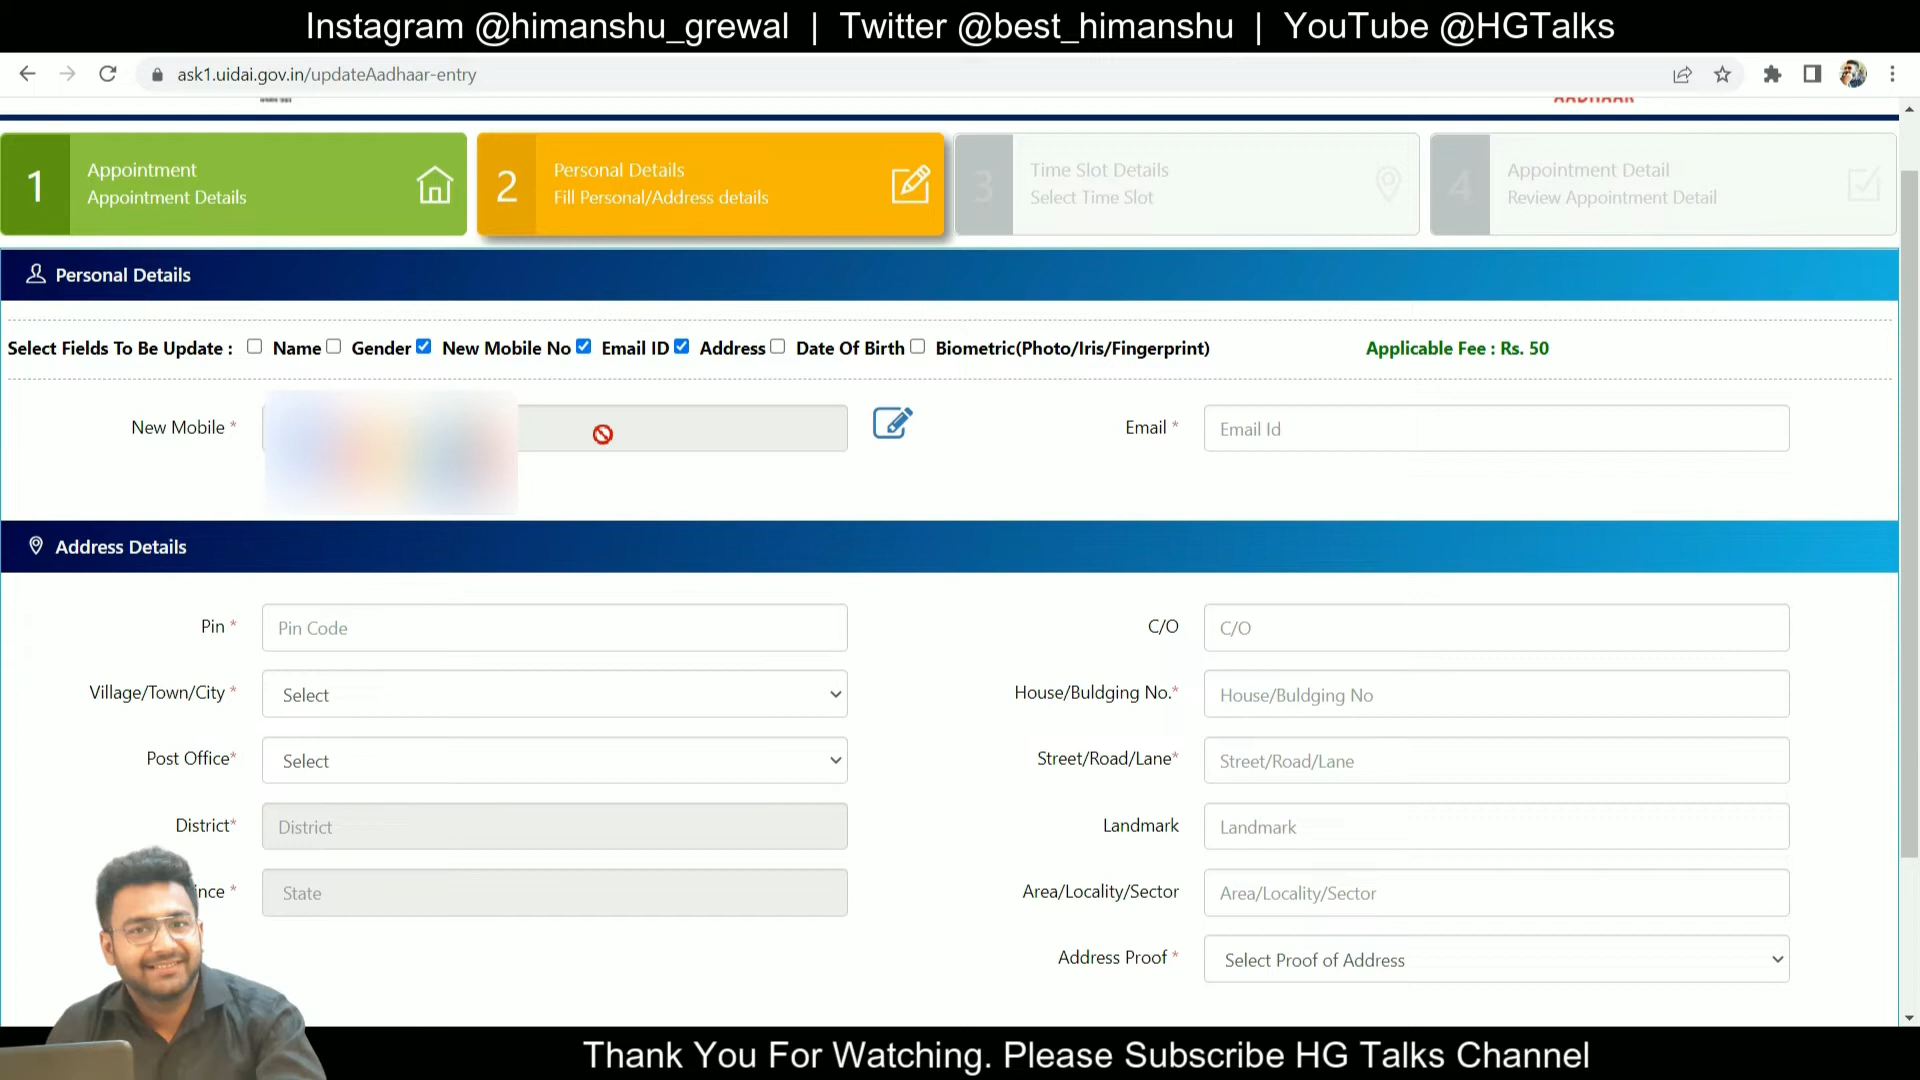 Instagram @himanshu_grewal | Twitter @best_himanshu | YouTube @HGTalks
ask1.uidai.gov.in/updateAadhaar-entry
AADHAAR
1
Appointment
Appointment Details
2
Personal Details
Fill Personal/Address details
3
Time Slot Details
Select Time Slot
4
Appointment Detail
Review Appointment Detail
Personal Details
Select Fields To Be Update : Name Gender New Mobile No Email ID Address Date Of Birth Biometric(Photo/Iris/Fingerprint) Applicable Fee : Rs. 50
New Mobile *
Email * Email Id
Address Details
Pin * Pin Code
C/O C/O
Village/Town/City * Select
House/Buldging No.* House/Buldging No
Post Office* Select
Street/Road/Lane* Street/Road/Lane
District* District
Landmark Landmark
ince * State
Area/Locality/Sector Area/Locality/Sector
Address Proof * Select Proof of Address
Thank You For Watching. Please Subscribe HG Talks Channel